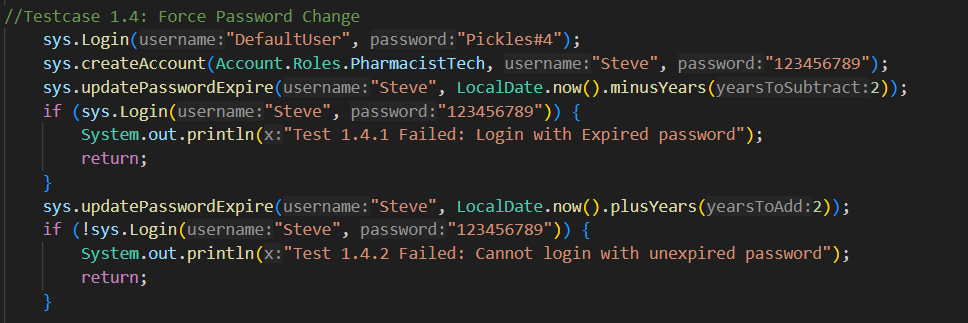 //Testcase 1.4: Force Password Change
sys.Login(username:"DefaultUser", password:"Pickles#4");
sys.createAccount(Account.Roles.PharmacistTech, username:"Steve", password:"123456789");
sys.updatePasswordExpire(username:"Steve", LocalDate.now().minusYears(yearsToSubtract:2));
if (sys.Login(username:"Steve", password:"123456789")) {
System.out.println(x:"Test 1.4.1 Failed: Login with Expired password");
return;
}
sys.updatePasswordExpire(username:"Steve", LocalDate.now().plusYears(yearsToAdd:2));
if (!sys.Login(username:"Steve", password:"123456789")) {
System.out.println(x:"Test 1.4.2 Failed: Cannot login with unexpired password");
return;
}